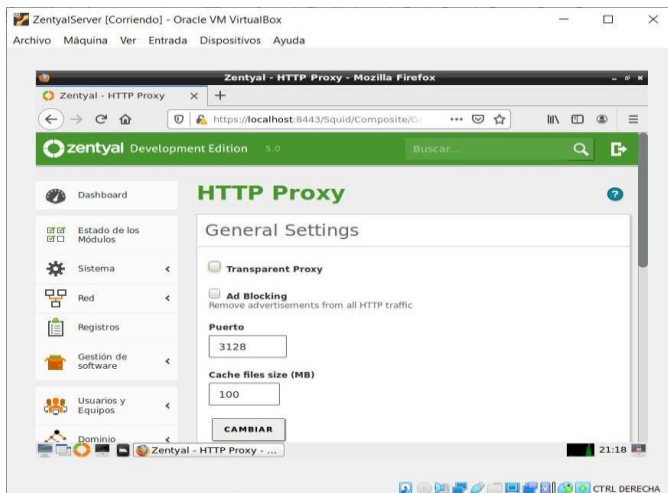 ZentyalServer [Corriendo] - Oracle VM VirtualBox
Archivo Máquina Ver Entrada Dispositivos Ayuda
Zentyal - HTTP Proxy - Mozilla Firefox
Zentyal - HTTP Proxy
https://localhost:8443/Squid/Composite/G
zentyal Development Edition 5.0
Buscar...
Dashboard
Estado de los
Módulos
Sistema
Red
Registros
Gestión de
software
Usuarios y
Equipos
Dominio
HTTP Proxy
General Settings
Transparent Proxy
Ad Blocking
Remove advertisements from all HTTP traffic
Puerto
3128
Cache files size (MB)
100
CAMBIAR
Zentyal - HTTP Proxy - ...
21:18
CTRL DERECHA